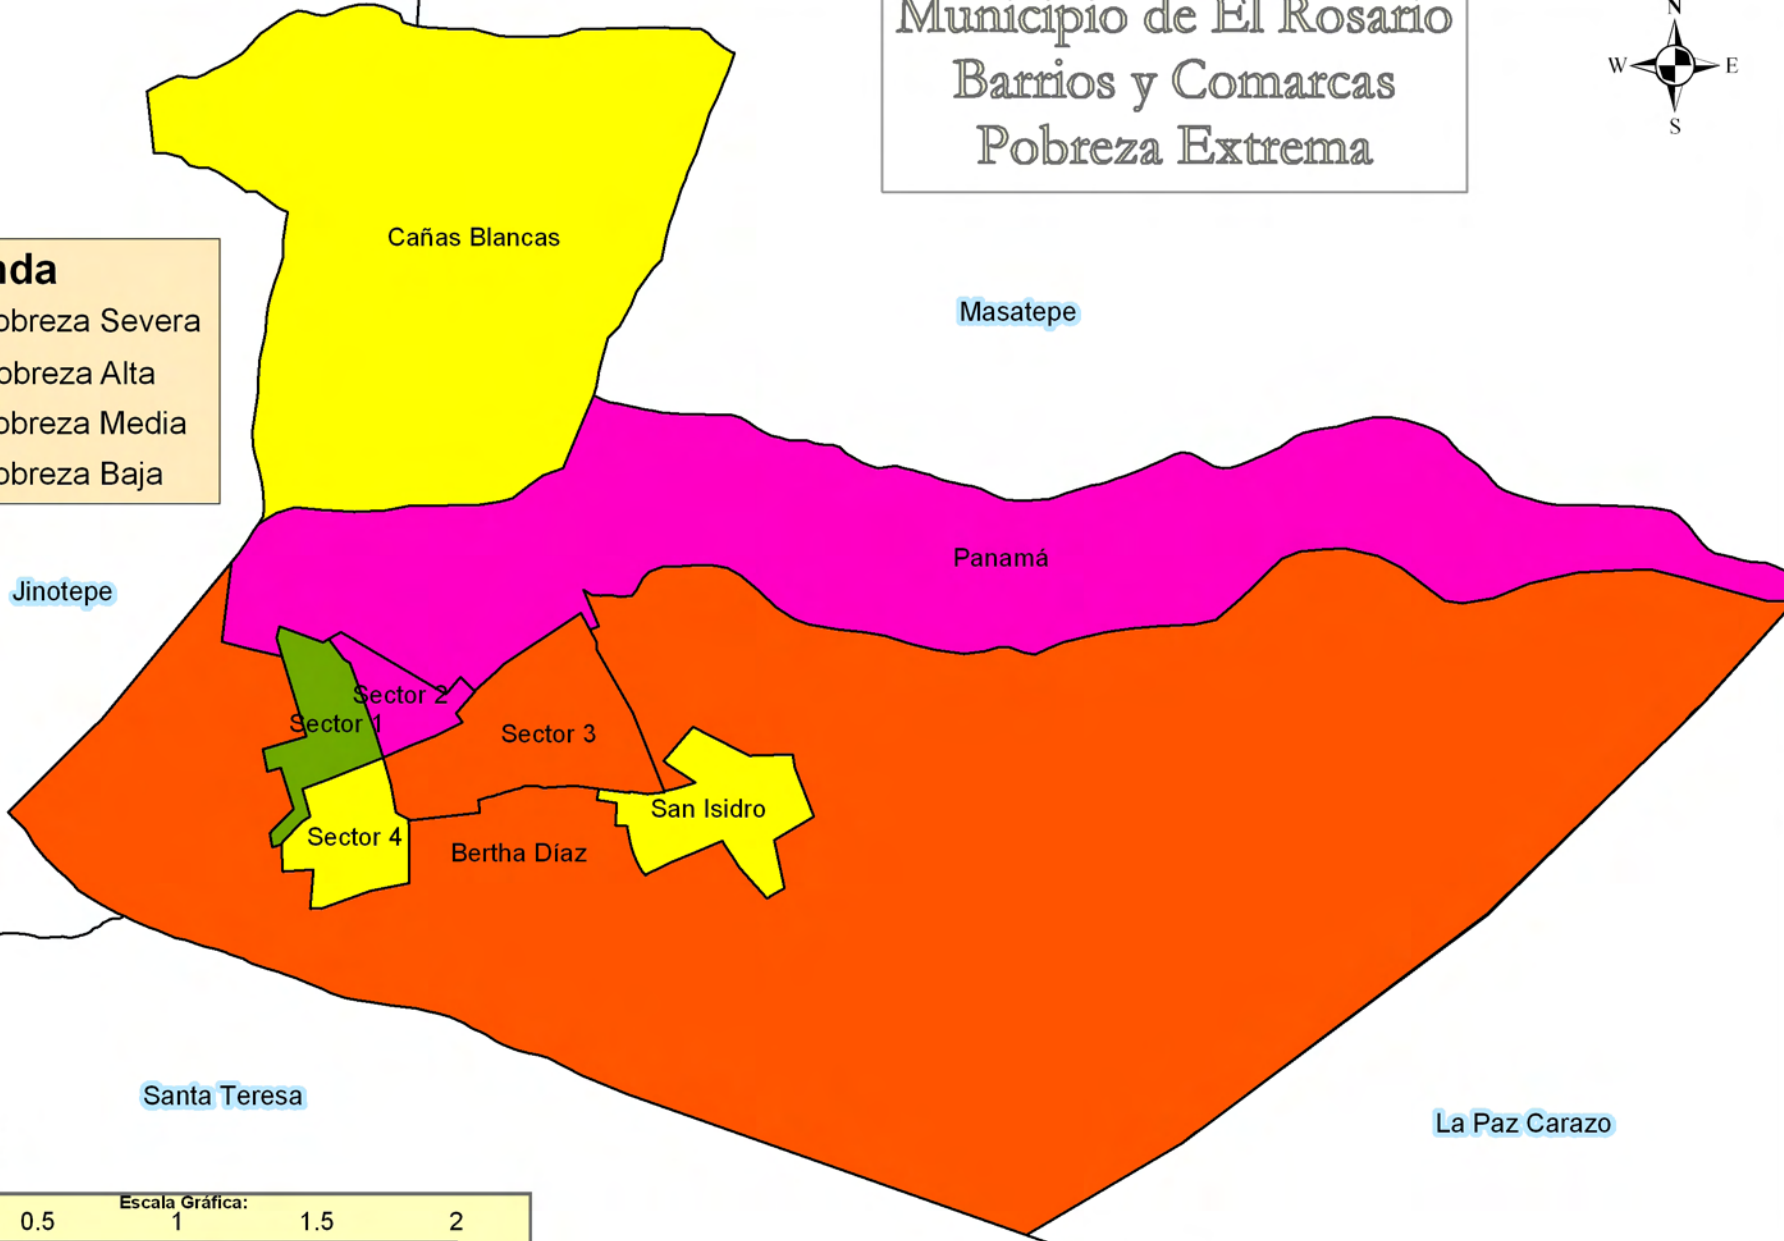 Municipio de El Rosario
Barrios y Comarcas
Pobreza Extrema
N
W E
S
Cañas Blancas
nda
obreza Severa
obreza Alta
obreza Media
obreza Baja
Masatepe
Panamá
Jinotepe
Sector 2
Sector 1
Sector 3
San Isidro
Sector 4
Bertha Díaz
Santa Teresa
La Paz Carazo
Escala Gráfica:
0.5 1 1.5 2